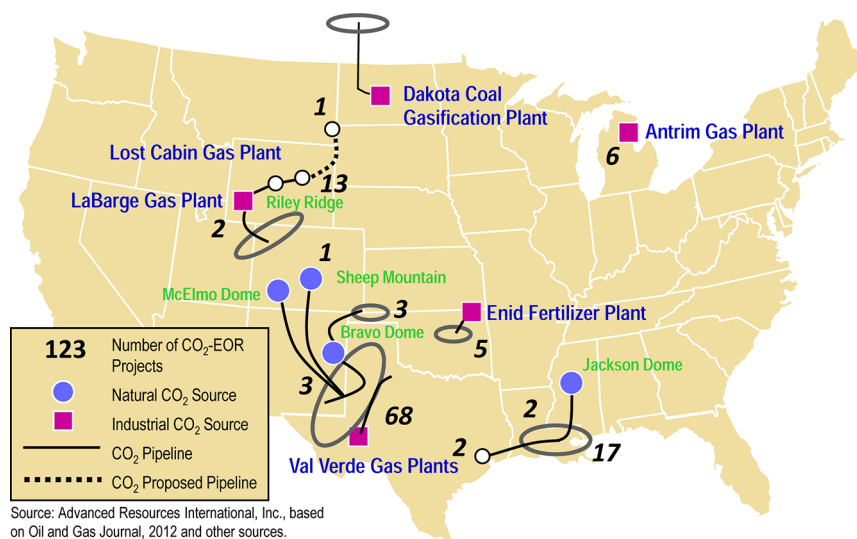 Dakota Coal
Gasification Plant
1
Antrim Gas Plant
6
Lost Cabin Gas Plant
13
LaBarge Gas Plant
Riley Ridge
2
1
Sheep Mountain
McElmo Dome
3
Enid Fertilizer Plant
Bravo Dome
5
Jackson Dome
3
68
2
2
17
Val Verde Gas Plants
123
Number of CO₂-EOR
Projects
Natural CO₂ Source
Industrial CO₂ Source
CO₂ Pipeline
CO₂ Proposed Pipeline
Source: Advanced Resources International, Inc., based
on Oil and Gas Journal, 2012 and other sources.